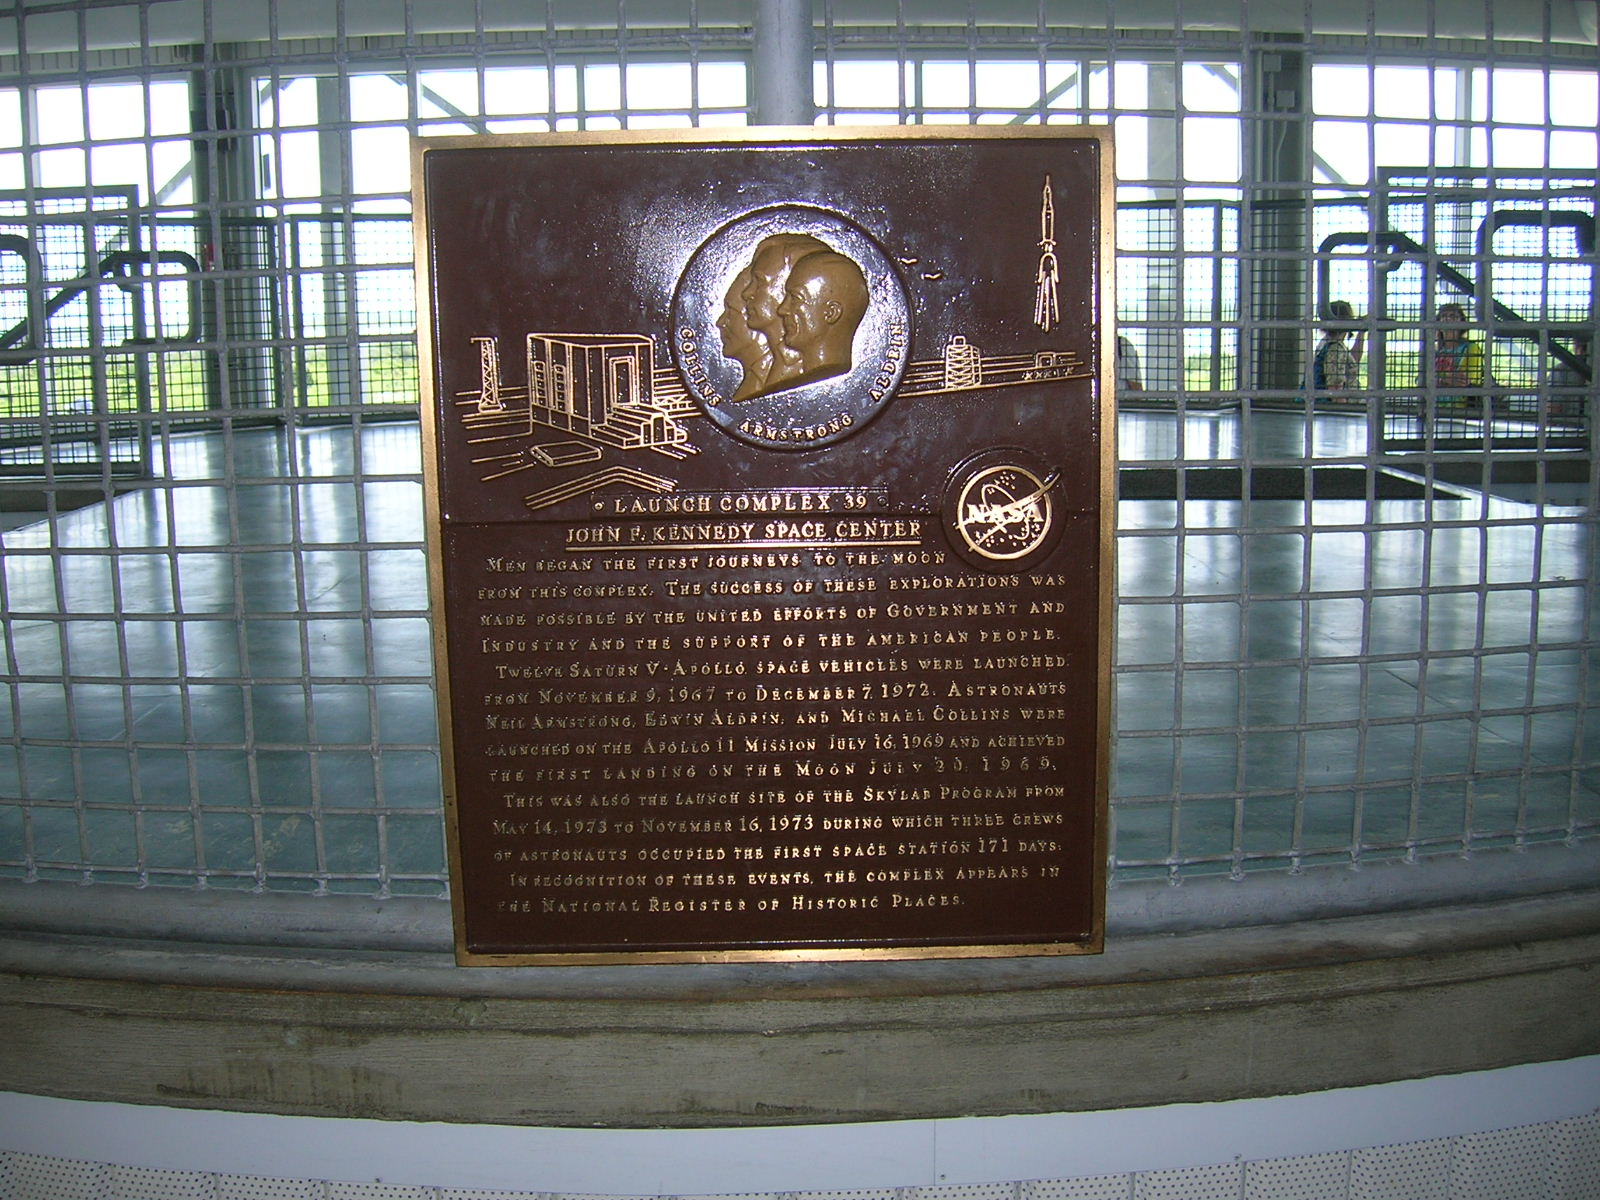 COLLINS
ARMSTRONG
ALDRIN
LAUNCH COMPLEX 39
JOHN F. KENNEDY SPACE CENTER
NASA
MEN BEGAN THE FIRST JOURNEYS TO THE MOON
FROM THIS COMPLEX. THE SUCCESS OF THESE EXPLORATIONS WAS
MADE POSSIBLE BY THE UNITED EFFORTS OF GOVERNMENT AND
INDUSTRY AND THE SUPPORT OF THE AMERICAN PEOPLE.
TWELVE SATURN V-APOLLO SPACE VEHICLES WERE LAUNCHED
FROM NOVEMBER 9, 1967 TO DECEMBER 7, 1972. ASTRONAUTS
NEIL ARMSTRONG, EDWIN ALDRIN, AND MICHAEL COLLINS WERE
LAUNCHED ON THE APOLLO 11 MISSION JULY 16, 1969 AND ACHIEVED
THE FIRST LANDING ON THE MOON JULY 20, 1969.
THIS WAS ALSO THE LAUNCH SITE OF THE SKYLAB PROGRAM FROM
MAY 14, 1973 TO NOVEMBER 16, 1973 DURING WHICH THREE CREWS
OF ASTRONAUTS OCCUPIED THE FIRST SPACE STATION 171 DAYS.
IN RECOGNITION OF THESE EVENTS, THE COMPLEX APPEARS IN
THE NATIONAL REGISTER OF HISTORIC PLACES.